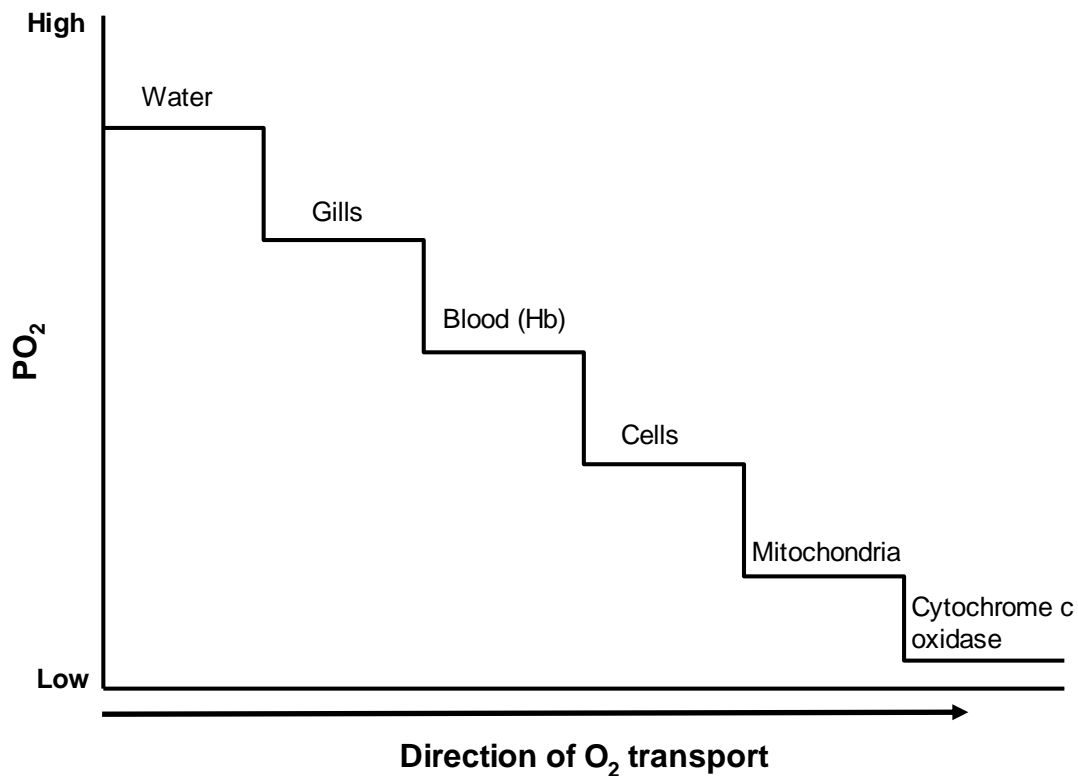 High
Water
Gills
Blood (Hb)
Cells
Mitochondria
Cytochrome c
oxidase
PO₂
Low
Direction of O₂ transport